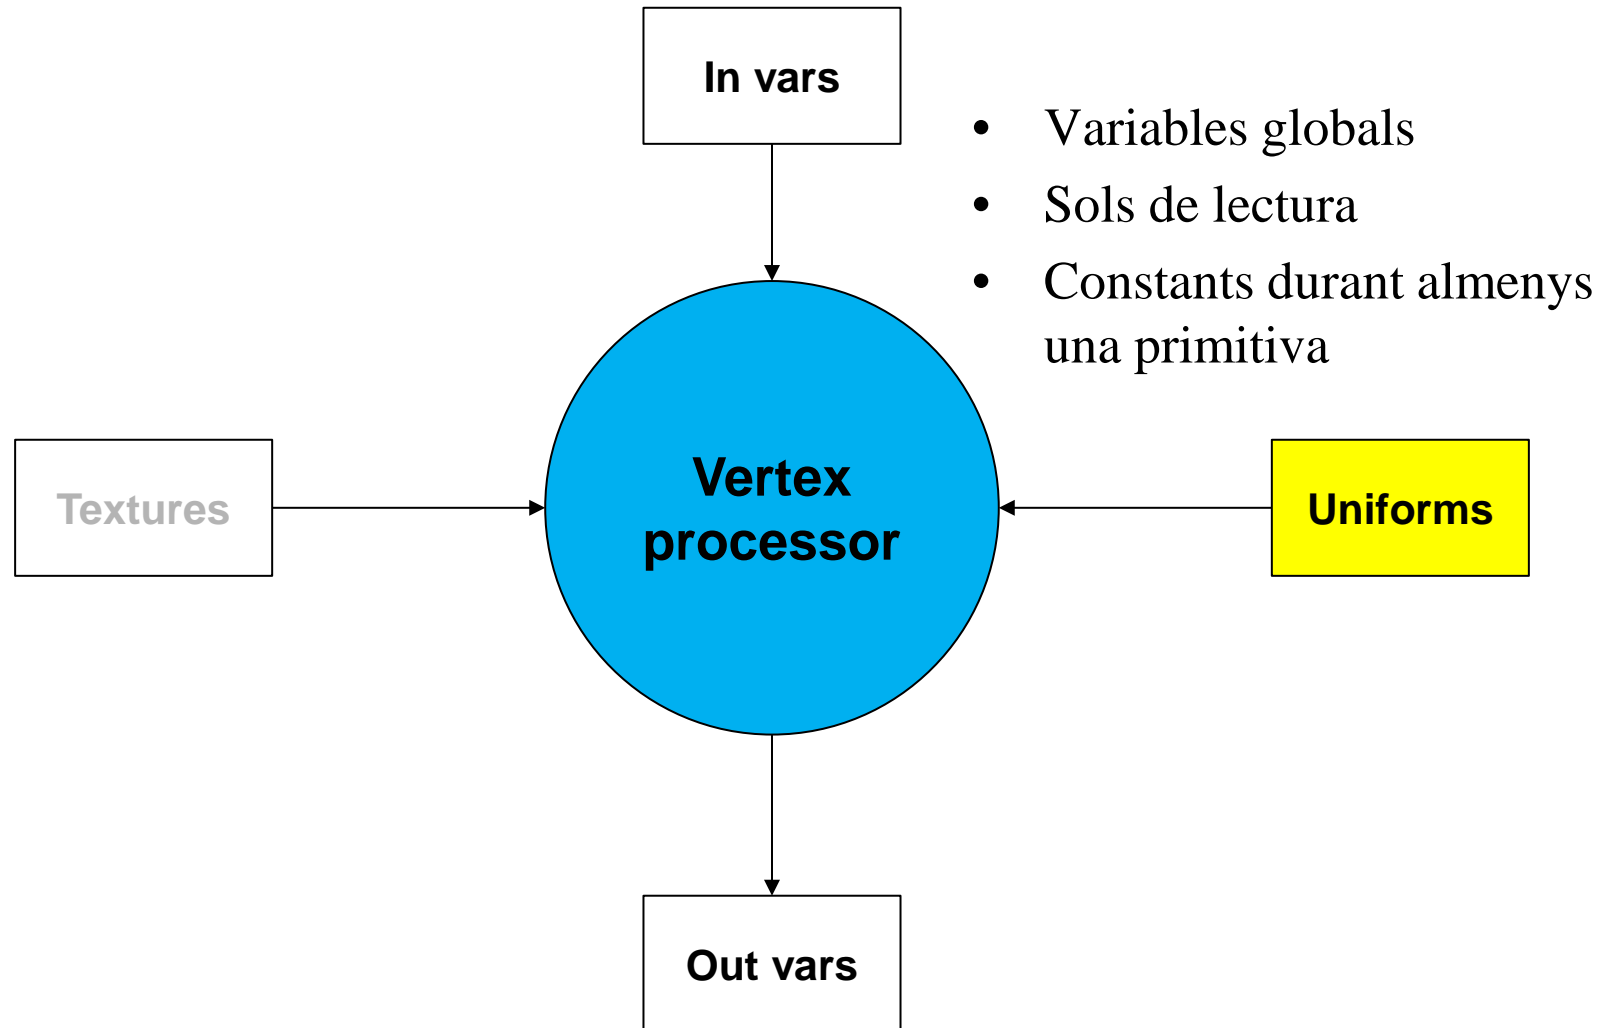 In vars
• Variables globals
• Sols de lectura
• Constants durant almenys
una primitiva
Textures
Vertex
processor
Uniforms
Out vars